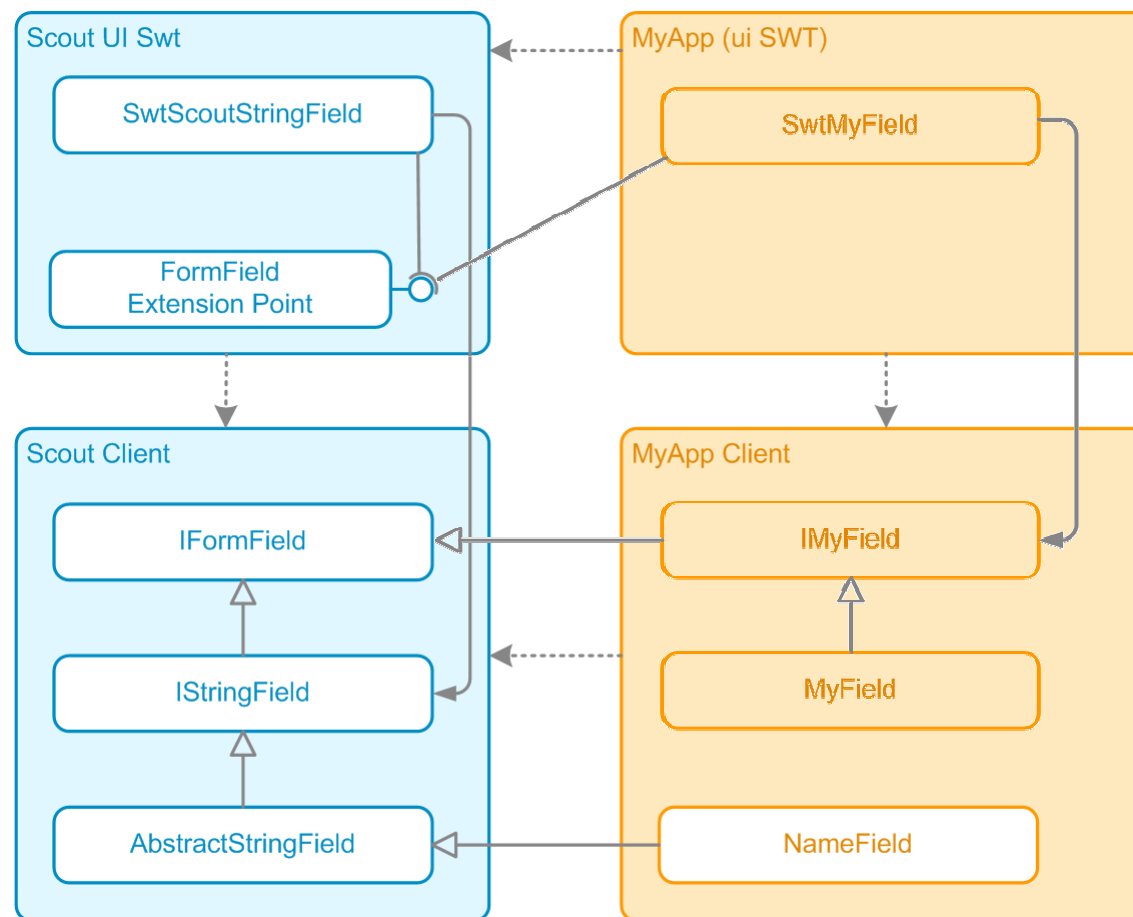 Scout UI Swt
SwtScoutStringField
FormField
Extension Point
MyApp (ui SWT)
SwtMyField
Scout Client
IFormField
IStringField
AbstractStringField
MyApp Client
IMyField
MyField
NameField